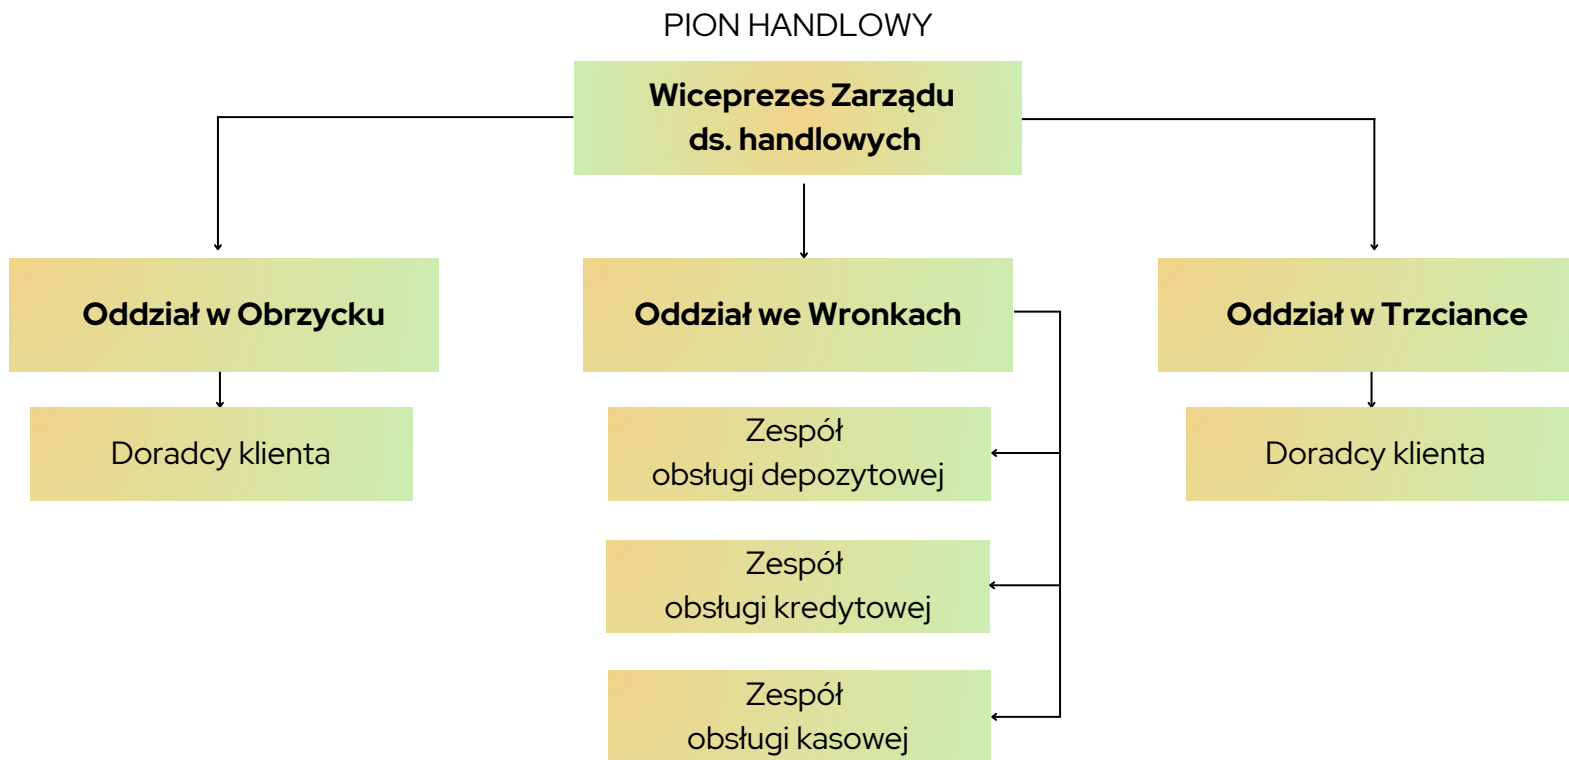 PION HANDLOWY
Wiceprezes Zarządu
ds. handlowych
Oddział w Obrzycku
Oddział we Wronkach
Oddział w Trzciance
Doradcy klienta
Zespół
obsługi depozytowej
Doradcy klienta
Zespół
obsługi kredytowej
Zespół
obsługi kasowej